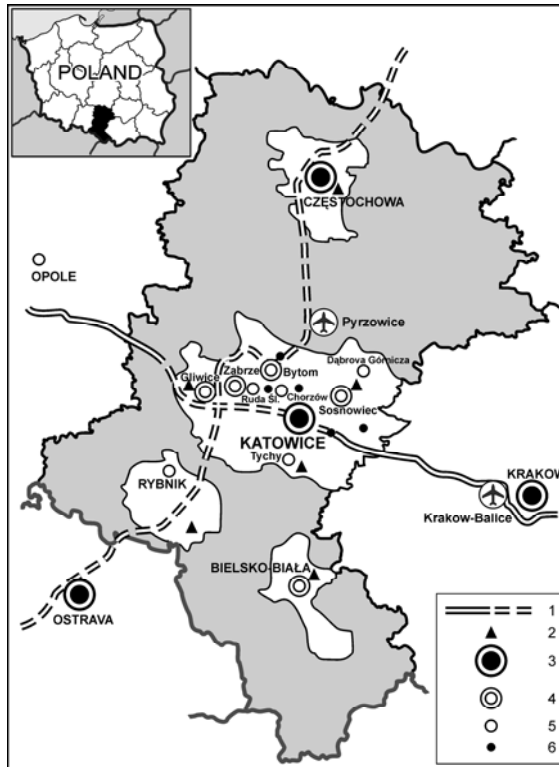 POLAND
CZĘSTOCHOWA
OPOLE
Pyrzowice
Dąbrova Górnicza
Gliwice
Zabrze
Bytom
Ruda Śl.
Chorzów
Sosnowiec
KATOWICE
Tychy
RYBNIK
KRAKOW
Krakow-Balice
BIELSKO-BIAŁA
OSTRAVA
1
2
3
4
5
6